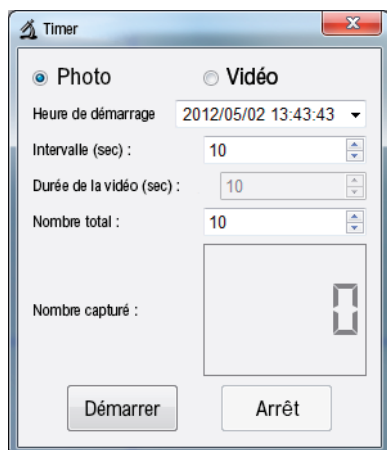 Timer
Photo Vidéo
Heure de démarrage 2012/05/02 13:43:43
Intervalle (sec) : 10
Durée de la vidéo (sec) : 10
Nombre total : 10
Nombre capturé : 0
Démarrer Arrêt